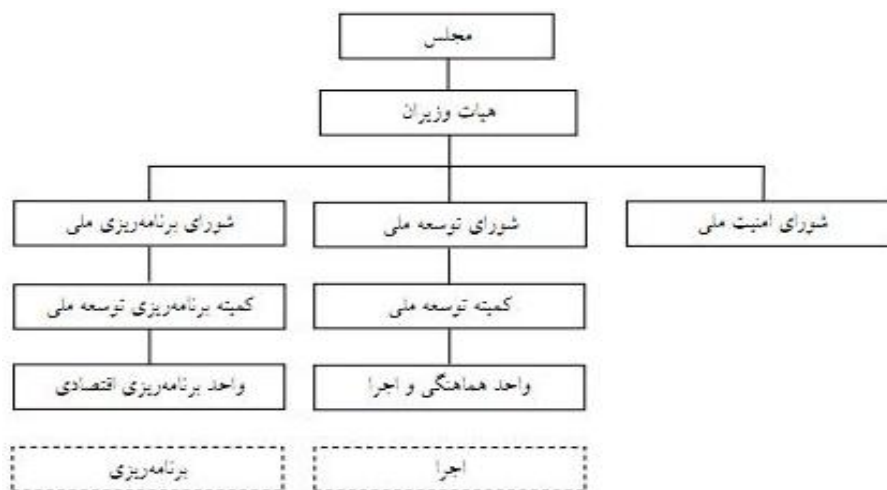 مجلس
هیات وزیران
شورای امنیت ملی
شورای توسعه ملی
شورای برنامه‌ریزی ملی
کمیته توسعه ملی
کمیته برنامه‌ریزی توسعه ملی
واحد هماهنگی و اجرا
واحد برنامه‌ریزی اقتصادی
اجرا
برنامه‌ریزی